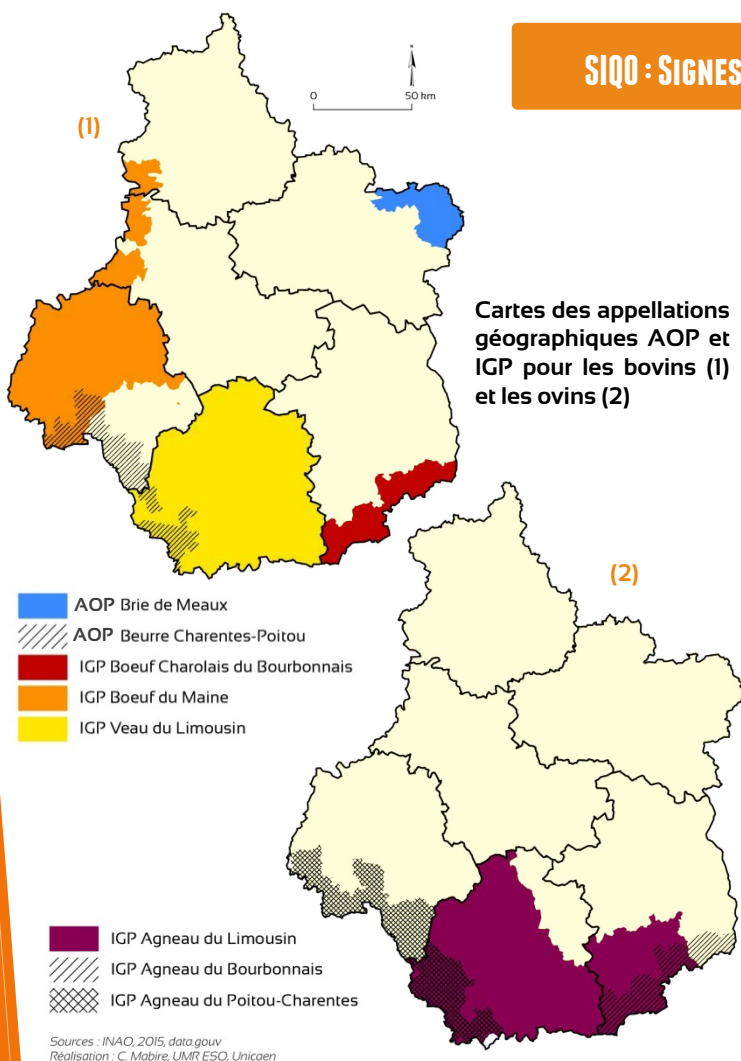 SIQO : SIGNES
(1)
0 50 km
Cartes des appellations
géographiques AOP et
IGP pour les bovins (1)
et les ovins (2)
(2)
AOP Brie de Meaux
AOP Beurre Charentes-Poitou
IGP Boeuf Charolais du Bourbonnais
IGP Boeuf du Maine
IGP Veau du Limousin
IGP Agneau du Limousin
IGP Agneau du Bourbonnais
IGP Agneau du Poitou-Charentes
Sources : INAO, 2015, data.gouv
Réalisation : C. Mabire, UMR ESO, Unicaen